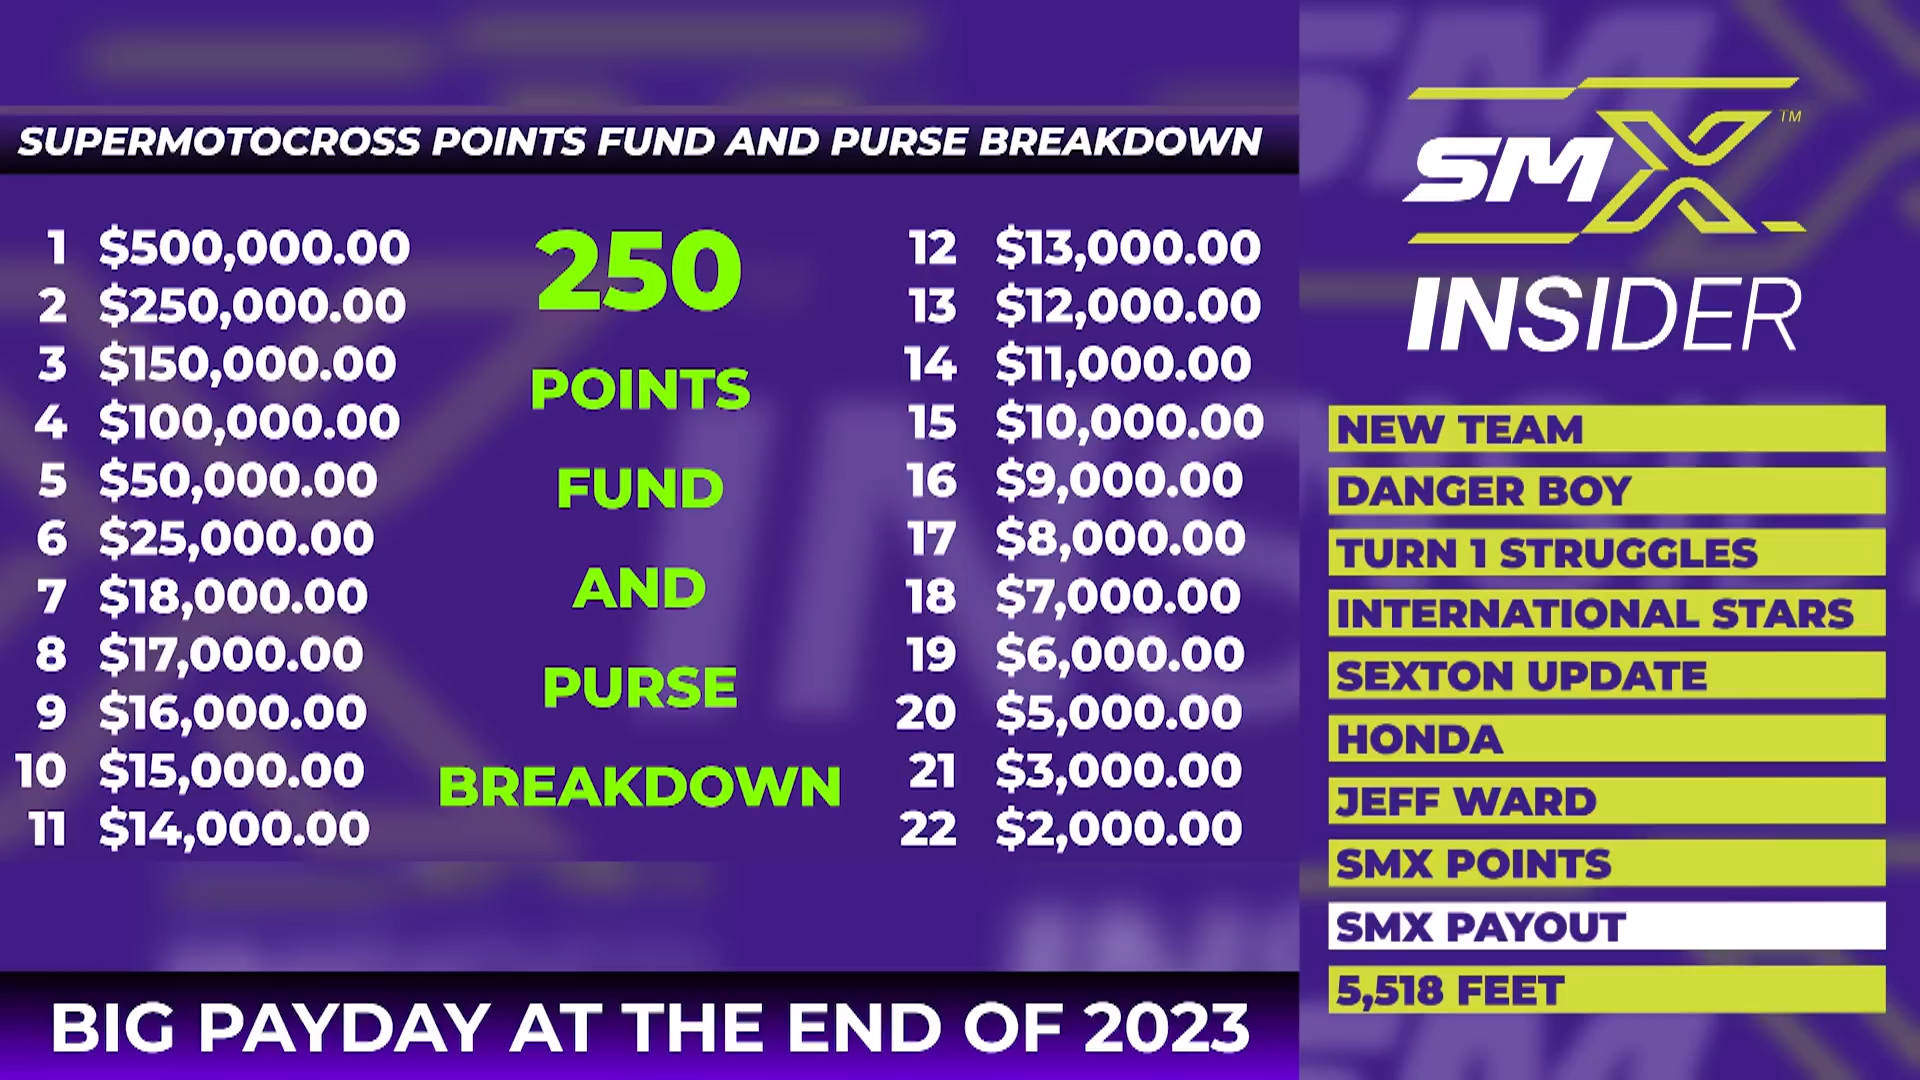 SUPERMOTOCROSS POINTS FUND AND PURSE BREAKDOWN
1 $500,000.00
2 $250,000.00
3 $150,000.00
4 $100,000.00
5 $50,000.00
6 $25,000.00
7 $18,000.00
8 $17,000.00
9 $16,000.00
10 $15,000.00
11 $14,000.00
250
POINTS
FUND
AND
PURSE
BREAKDOWN
12 $13,000.00
13 $12,000.00
14 $11,000.00
15 $10,000.00
16 $9,000.00
17 $8,000.00
18 $7,000.00
19 $6,000.00
20 $5,000.00
21 $3,000.00
22 $2,000.00
BIG PAYDAY AT THE END OF 2023
SMX™
INSIDER
NEW TEAM
DANGER BOY
TURN 1 STRUGGLES
INTERNATIONAL STARS
SEXTON UPDATE
HONDA
JEFF WARD
SMX POINTS
SMX PAYOUT
5,518 FEET